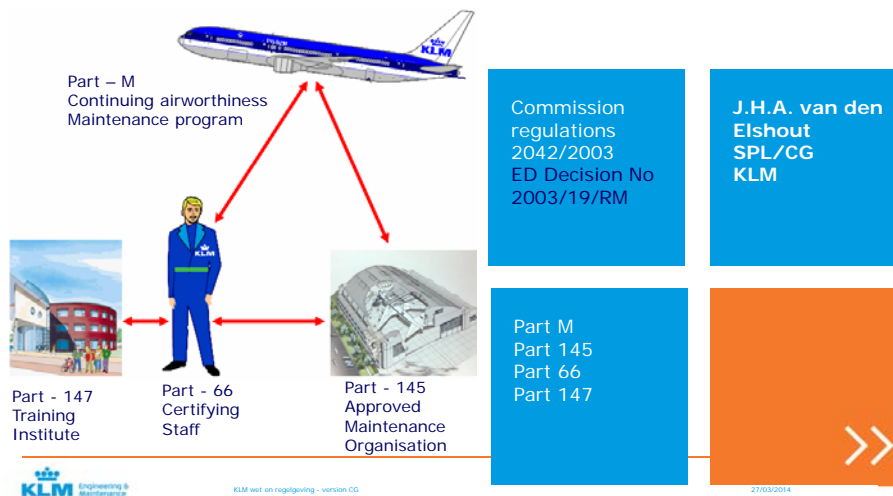 KLM
Part – M
Continuing airworthiness
Maintenance program
KLM
Part - 147
Training
Institute
Part - 66
Certifying
Staff
Part - 145
Approved
Maintenance
Organisation
Commission
regulations
2042/2003
ED Decision No
2003/19/RM
J.H.A. van den
Elshout
SPL/CG
KLM
Part M
Part 145
Part 66
Part 147
KLM Engineering &
Maintenance
KLM wet en regelgeving – version CG
27/03/2014